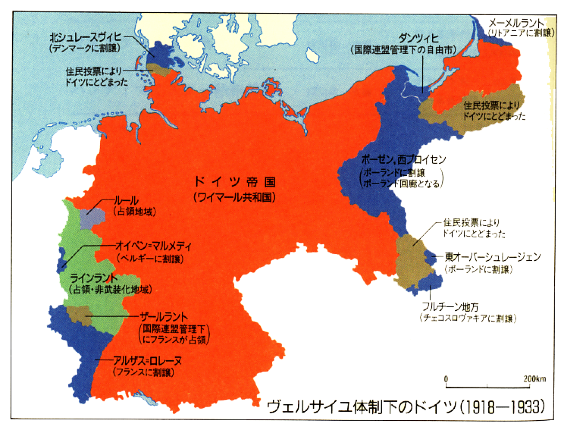 メーメルラント
(リトアニアに割譲)
北シュレースヴィヒ
(デンマークに割譲)
ダンツィヒ
(国際連盟管理下の自由市)
住民投票により
ドイツにとどまった
住民投票により
ドイツにとどまった
ポーゼン,西プロイセン
(ポーランドに割譲
ポーランド回廊となる)
ドイツ帝国
(ワイマール共和国)
ルール
(占領地域)
住民投票により
ドイツにとどまった
オイペン=マルメディ
(ベルギーに割譲)
東オーバーシュレージェン
(ポーランドに割譲)
ラインラント
(占領・非武装化地域)
フルチーン地方
(チェコスロヴァキアに割譲)
ザールラント
(国際連盟管理下
にフランスが占領)
アルザス=ロレーヌ
(フランスに割譲)
0 200km
ヴェルサイユ体制下のドイツ(1918—1933)